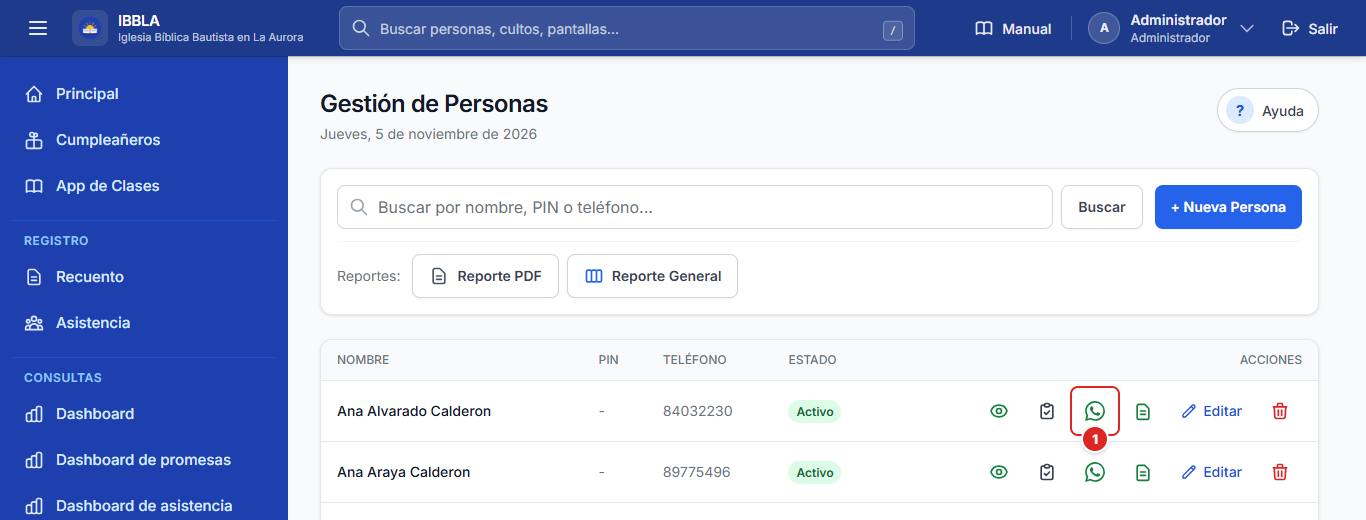 IBBLA
Iglesia Bíblica Bautista en La Aurora
Buscar personas, cultos, pantallas...
/
Manual
A
Administrador
Administrador
Salir
Principal
Cumpleañeros
App de Clases
REGISTRO
Recuento
Asistencia
CONSULTAS
Dashboard
Dashboard de promesas
Dashboard de asistencia
Gestión de Personas
Jueves, 5 de noviembre de 2026
? Ayuda
Buscar por nombre, PIN o teléfono...
Buscar
+ Nueva Persona
Reportes:
Reporte PDF
Reporte General
NOMBRE PIN TELÉFONO ESTADO ACCIONES
Ana Alvarado Calderon - 84032230 Activo Editar
1
Ana Araya Calderon - 89775496 Activo Editar